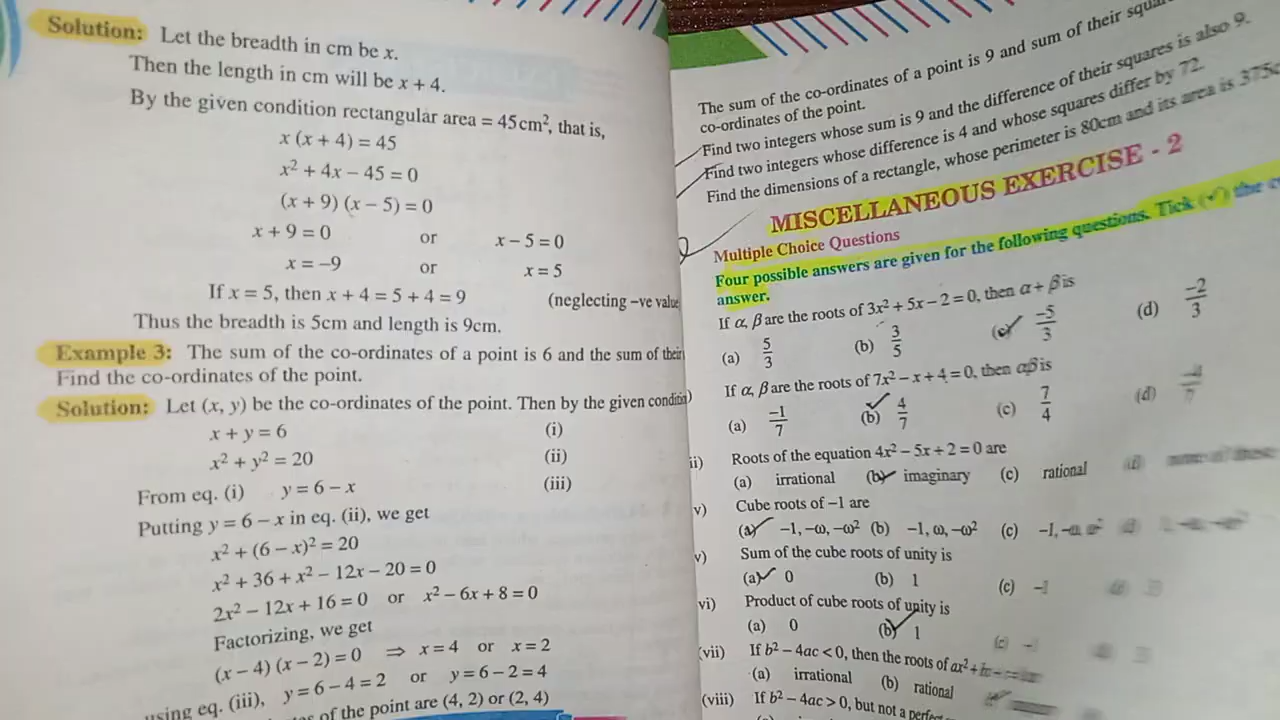 Solution: Let the breadth in cm be x.
Then the length in cm will be x + 4.
By the given condition rectangular area = 45cm², that is,
x (x + 4) = 45
x² + 4x − 45 = 0
(x + 9) (x − 5) = 0
x + 9 = 0 or x − 5 = 0
x = −9 or x = 5
If x = 5, then x + 4 = 5 + 4 = 9 (neglecting −ve value
Thus the breadth is 5cm and length is 9cm.
Example 3: The sum of the co-ordinates of a point is 6 and the sum of their
Find the co-ordinates of the point.
Solution: Let (x, y) be the co-ordinates of the point. Then by the given condition
x + y = 6 (i)
x² + y² = 20 (ii)
From eq. (i) y = 6 − x (iii)
Putting y = 6 − x in eq. (ii), we get
x² + (6 − x)² = 20
x² + 36 + x² − 12x − 20 = 0
2x² − 12x + 16 = 0 or x² − 6x + 8 = 0
Factorizing, we get
(x − 4) (x − 2) = 0 ⇒ x = 4 or x = 2
using eq. (iii), y = 6 − 4 = 2 or y = 6 − 2 = 4
of the point are (4, 2) or (2, 4)
The sum of the co-ordinates of a point is 9 and sum of their
co-ordinates of the point.
Find two integers whose sum is 9 and the difference of their squares is also 9.
Find two integers whose difference is 4 and whose squares differ by 72.
Find the dimensions of a rectangle, whose perimeter is 80cm and its area is 375c
MISCELLANEOUS EXERCISE - 2
Multiple Choice Questions
Four possible answers are given for the following questions. Tick (✓) the
answer.
If α, β are the roots of 3x² + 5x − 2 = 0, then α + β is
(a) 5/3 (b) 3/5 (c) −5/3 (d) −2/3
If α, β are the roots of 7x² − x + 4 = 0, then αβ is
(a) −1/7 (b) 4/7 (c) 7/4 (d) −4/7
ii) Roots of the equation 4x² − 5x + 2 = 0 are
(a) irrational (b) imaginary (c) rational
v) Cube roots of −1 are
(a) −1, −ω, −ω² (b) −1, ω, −ω² (c) −1,
v) Sum of the cube roots of unity is
(a) 0 (b) 1 (c) −1
vi) Product of cube roots of unity is
(a) 0 (b) 1 (c)
(vii) If b² − 4ac < 0, then the roots of ax²
(a) irrational (b) rational
(viii) If b² − 4ac > 0, but not a